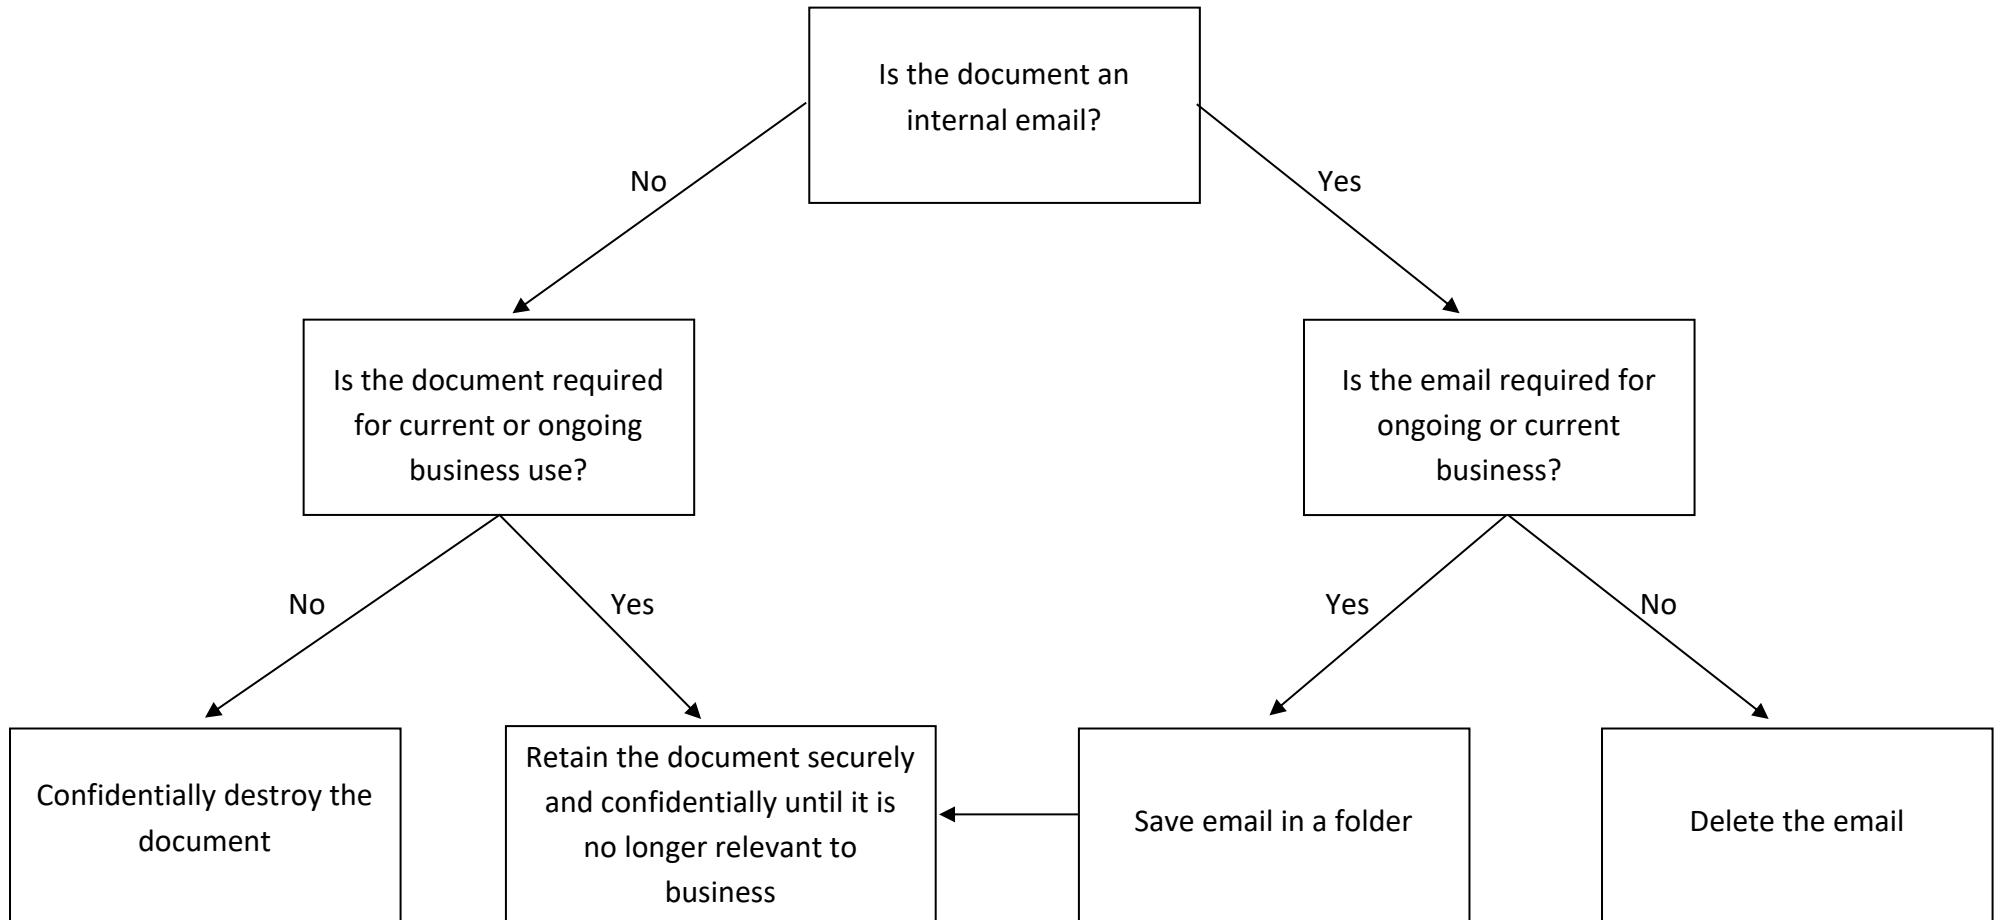 Is the document an
internal email?
No
Yes
Is the document required
for current or ongoing
business use?
Is the email required for
ongoing or current
business?
No
Yes
Yes
No
Confidentially destroy the
document
Retain the document securely
and confidentially until it is
no longer relevant to
business
Save email in a folder
Delete the email